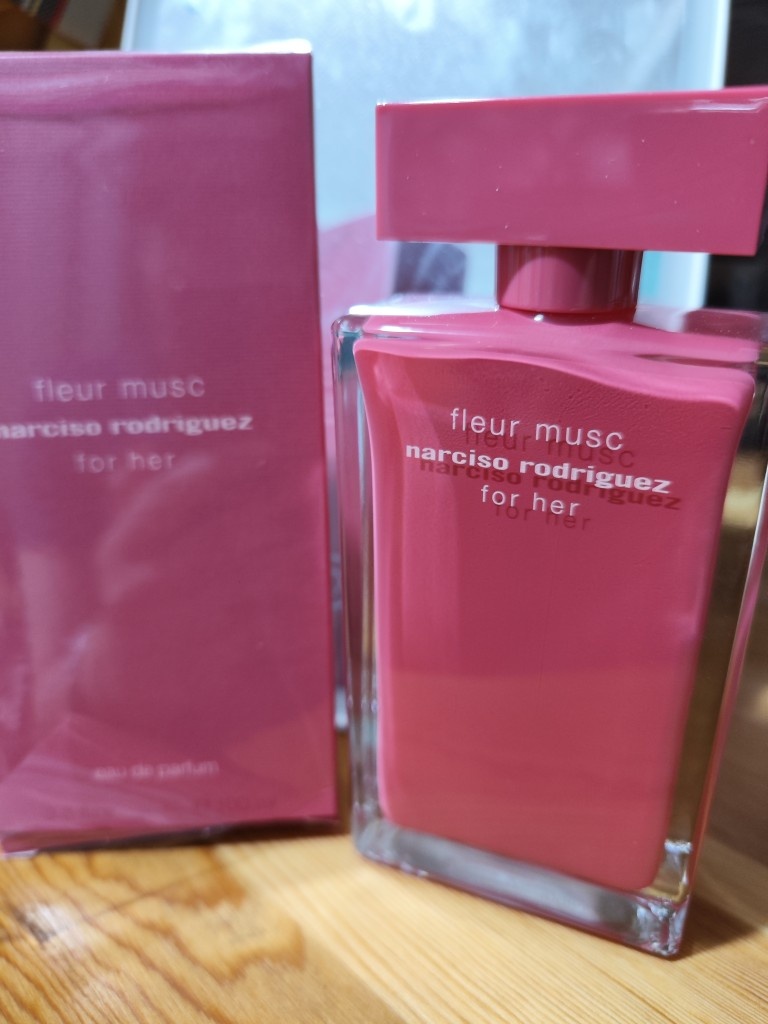 fleur musc
narciso rodriguez
for her
eau de parfum
fleur musc
narciso rodriguez
for her